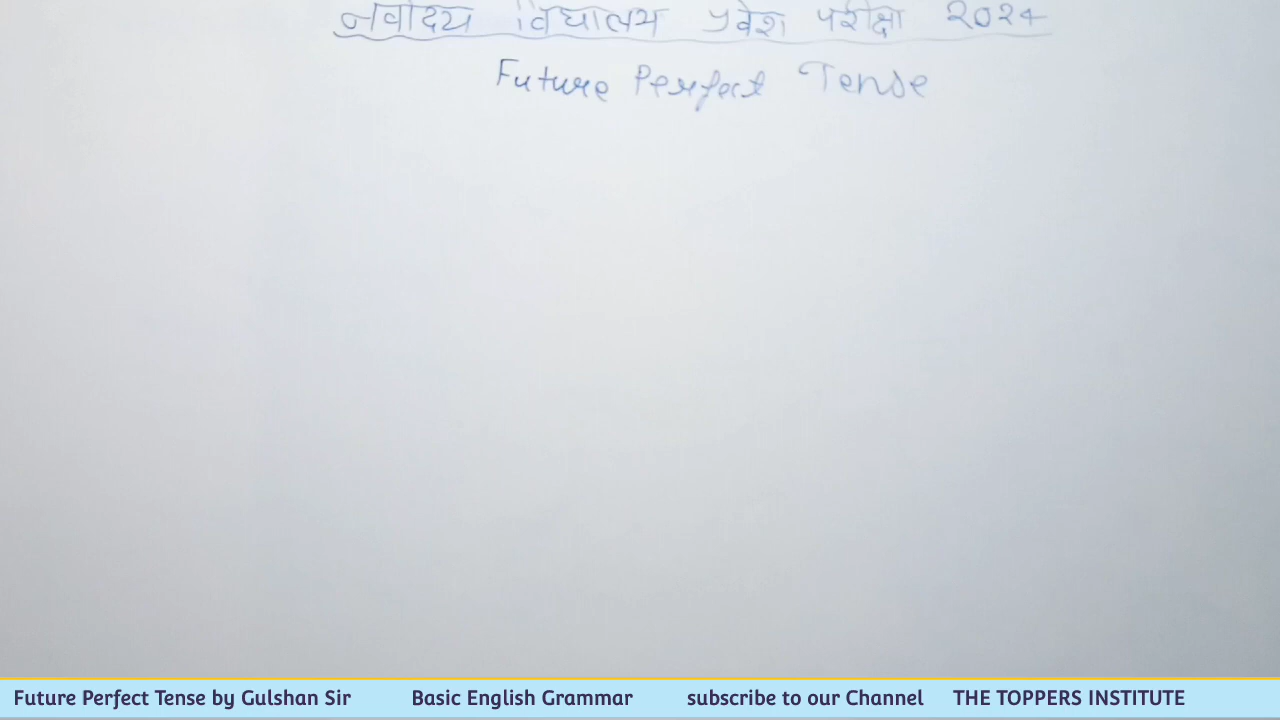 नवोदय विद्यालय प्रवेश परीक्षा 2024
Future Perfect Tense
Future Perfect Tense by Gulshan Sir Basic English Grammar subscribe to our Channel THE TOPPERS INSTITUTE